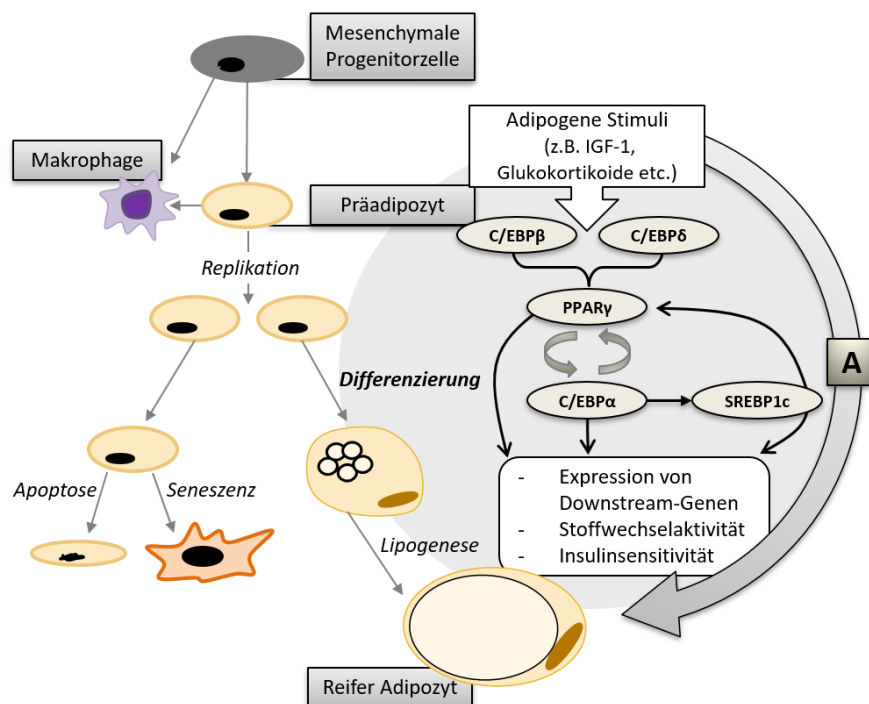 Mesenchymale
Progenitorzelle
Adipogene Stimuli
(z.B. IGF-1,
Glukokortikoide etc.)
Makrophage
Präadipozyt
C/EBPβ
C/EBPδ
Replikation
PPARγ
A
Differenzierung
C/EBPα
SREBP1c
Apoptose
Seneszenz
- Expression von
Downstream-Genen
- Stoffwechselaktivität
- Insulinsensitivität
Lipogenese
Reifer Adipozyt